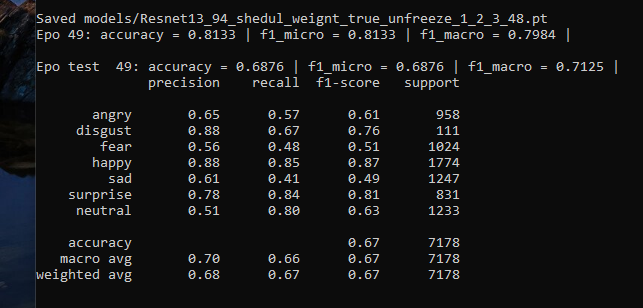 Saved models/Resnet13_94_shedul_weignt_true_unfreeze_1_2_3_48.pt
Epo 49: accuracy = 0.8133 | f1_micro = 0.8133 | f1_macro = 0.7984 |
Epo test  49: accuracy = 0.6876 | f1_micro = 0.6876 | f1_macro = 0.7125 |
precision    recall  f1-score   support
angry       0.65      0.57      0.61       958
disgust       0.88      0.67      0.76       111
fear       0.56      0.48      0.51      1024
happy       0.88      0.85      0.87      1774
sad       0.61      0.41      0.49      1247
surprise       0.78      0.84      0.81       831
neutral       0.51      0.80      0.63      1233
accuracy                           0.67      7178
macro avg       0.70      0.66      0.67      7178
weighted avg       0.68      0.67      0.67      7178